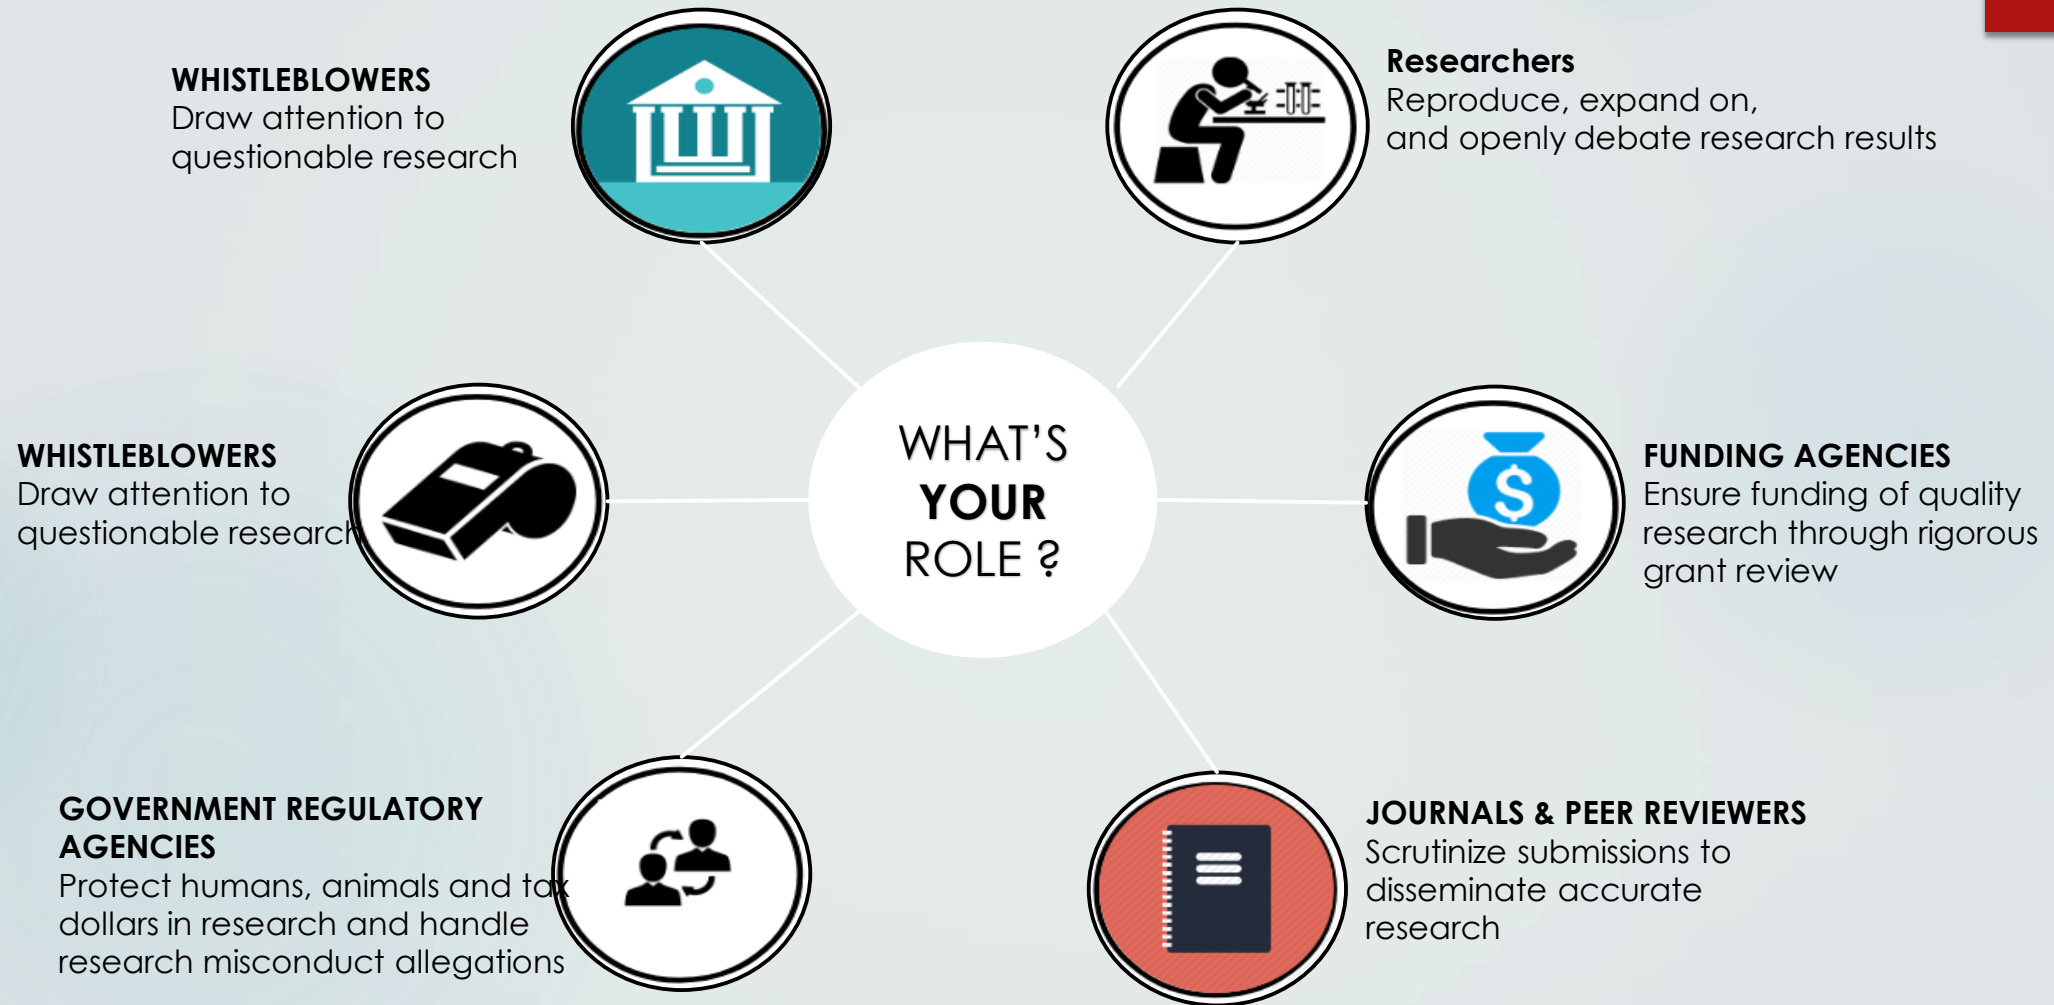 WHISTLEBLOWERS
Draw attention to
questionable research
Researchers
Reproduce, expand on,
and openly debate research results
WHAT’S
YOUR
ROLE ?
WHISTLEBLOWERS
Draw attention to
questionable research
FUNDING AGENCIES
Ensure funding of quality
research through rigorous
grant review
$
GOVERNMENT REGULATORY
AGENCIES
Protect humans, animals and tax
dollars in research and handle
research misconduct allegations
JOURNALS & PEER REVIEWERS
Scrutinize submissions to
disseminate accurate
research